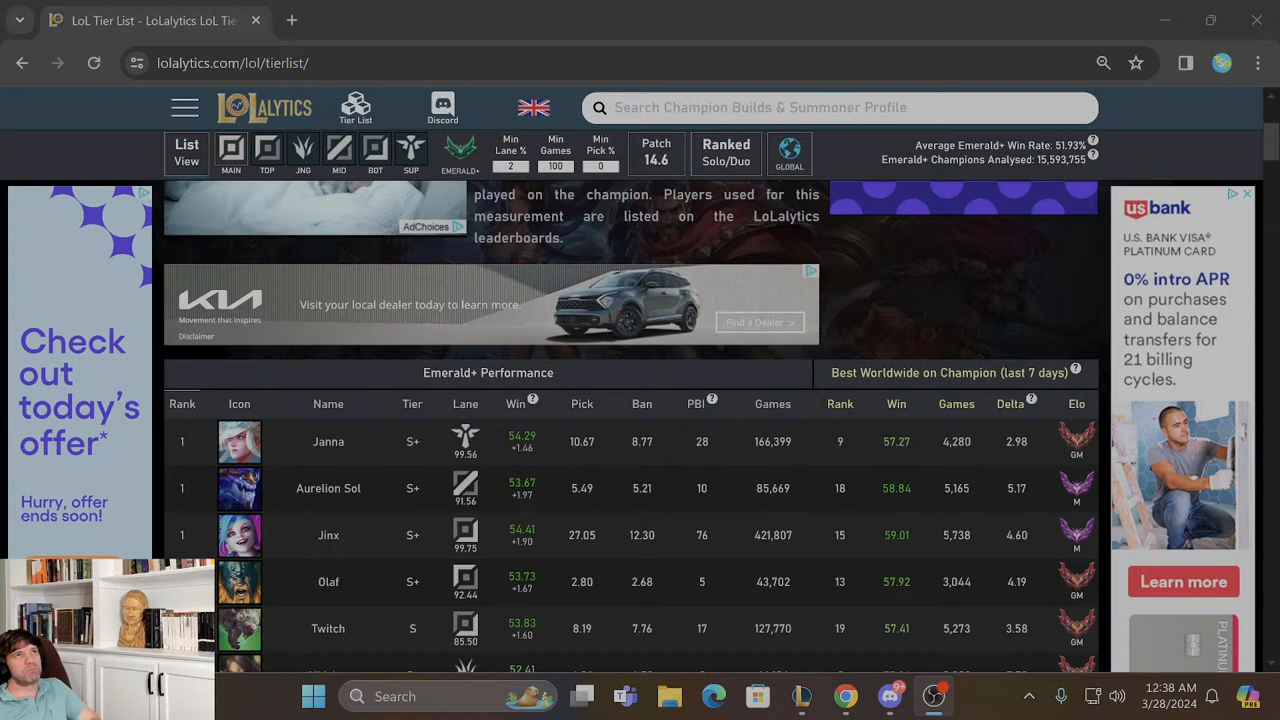 LoL Tier List - LoLalytics LoL Tie
lolalytics.com/lol/tierlist/
LOLALYTICS
Tier List
Discord
Search Champion Builds & Summoner Profile
List
View
MAIN
TOP
JNG
MID
BOT
SUP
EMERALD+
Min
Lane %
2
Min
Games
100
Min
Pick %
0
Patch
14.6
Ranked
Solo/Duo
GLOBAL
Average Emerald+ Win Rate: 51.93% ?
Emerald+ Champions Analysed: 15,593,755 ?
played on the champion. Players used for this
measurement are listed on the LoLalytics
leaderboards.
AdChoices
KIA
Movement that inspires
Disclaimer
Visit your local dealer today to learn more.
Find a Dealer >
Check
out
today's
offer*
Hurry, offer
ends soon!
us bank
U.S. BANK VISA®
PLATINUM CARD
0% intro APR
on purchases
and balance
transfers for
21 billing
cycles.
Learn more
PLATINUM
Emerald+ Performance
Best Worldwide on Champion (last 7 days) ?
Rank Icon Name Tier Lane Win ? Pick Ban PBI ? Games Rank Win Games Delta ? Elo
1 Janna S+ 99.56 54.29 +1.46 10.67 8.77 28 166,399 9 57.27 4,280 2.98 GM
1 Aurelion Sol S+ 91.56 53.67 +1.97 5.49 5.21 10 85,669 18 58.84 5,165 5.17 M
1 Jinx S+ 99.75 54.41 +1.90 27.05 12.30 76 421,807 15 59.01 5,738 4.60 M
1 Olaf S+ 92.44 53.73 +1.67 2.80 2.68 5 43,702 13 57.92 3,044 4.19 GM
1 Twitch S 85.50 53.83 +1.60 8.19 7.76 17 127,770 19 57.41 5,273 3.58 GM
52.41
Search
12:38 AM
3/28/2024
PRE